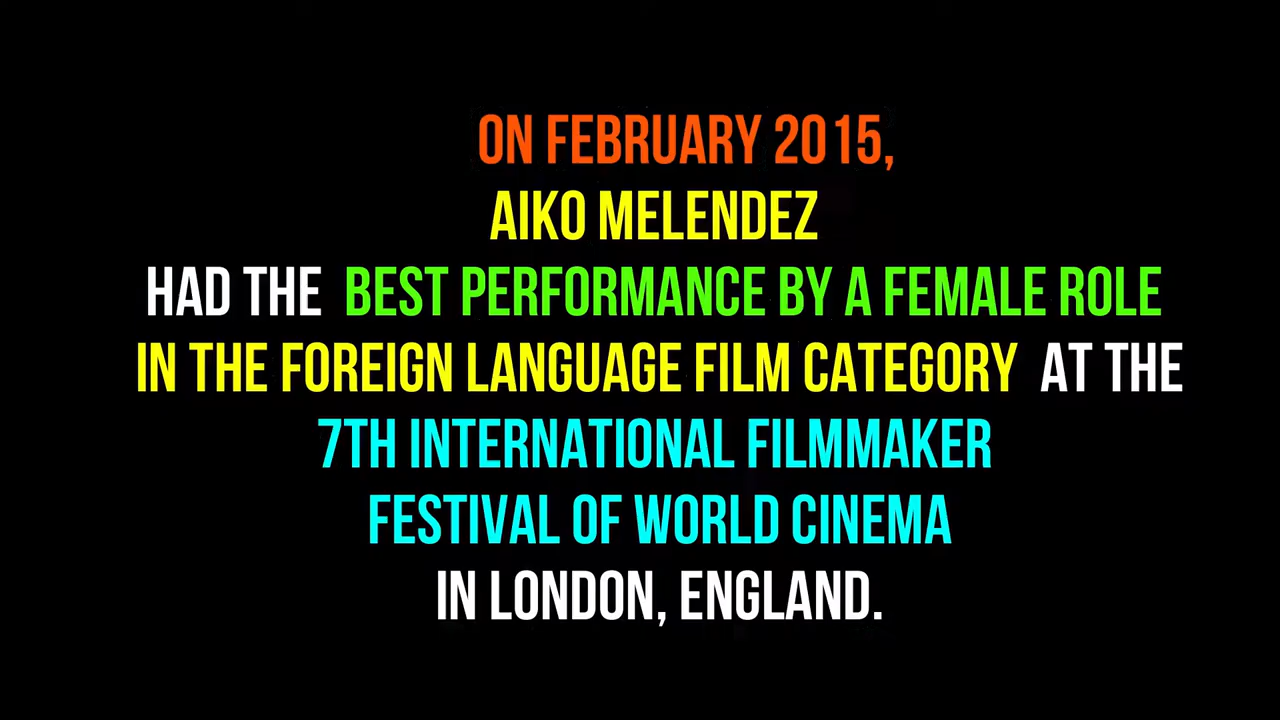 ON FEBRUARY 2015,
AIKO MELENDEZ
HAD THE BEST PERFORMANCE BY A FEMALE ROLE
IN THE FOREIGN LANGUAGE FILM CATEGORY AT THE
7TH INTERNATIONAL FILMMAKER
FESTIVAL OF WORLD CINEMA
IN LONDON, ENGLAND.